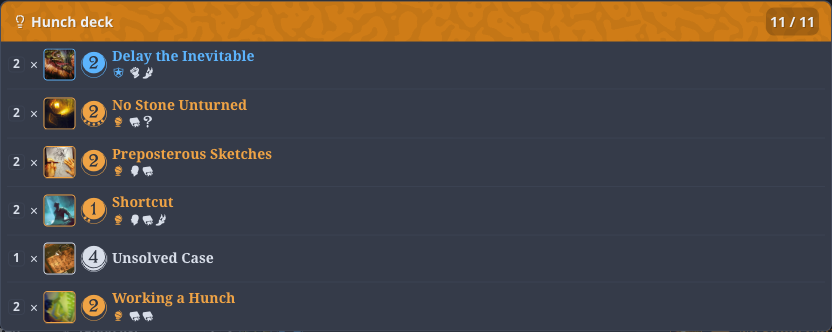 Hunch deck 11 / 11
2 × 2 Delay the Inevitable
2 × 2 No Stone Unturned
?
2 × 2 Preposterous Sketches
2 × 1 Shortcut
1 × 4 Unsolved Case
2 × 2 Working a Hunch